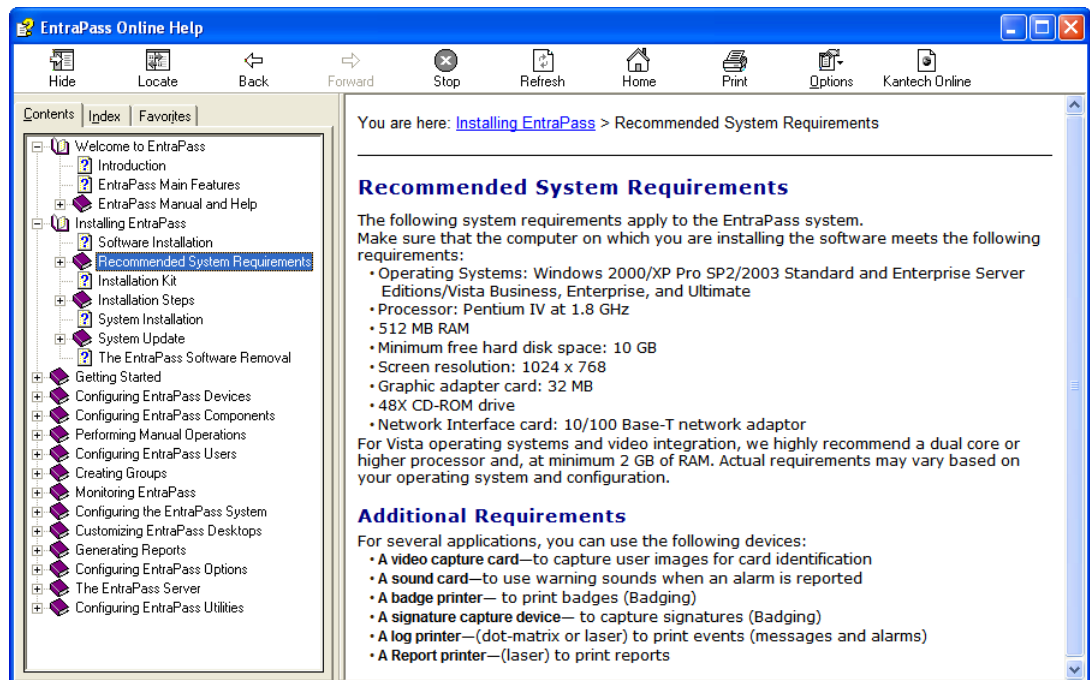 EntraPass Online Help
Hide Locate Back Forward Stop Refresh Home Print Options Kantech Online
Contents Index Favorites
Welcome to EntraPass
Introduction
EntraPass Main Features
EntraPass Manual and Help
Installing EntraPass
Software Installation
Recommended System Requirements
Installation Kit
Installation Steps
System Installation
System Update
The EntraPass Software Removal
Getting Started
Configuring EntraPass Devices
Configuring EntraPass Components
Performing Manual Operations
Configuring EntraPass Users
Creating Groups
Monitoring EntraPass
Configuring the EntraPass System
Customizing EntraPass Desktops
Generating Reports
Configuring EntraPass Options
The EntraPass Server
Configuring EntraPass Utilities
You are here: Installing EntraPass > Recommended System Requirements
Recommended System Requirements
The following system requirements apply to the EntraPass system.
Make sure that the computer on which you are installing the software meets the following
requirements:
• Operating Systems: Windows 2000/XP Pro SP2/2003 Standard and Enterprise Server
Editions/Vista Business, Enterprise, and Ultimate
• Processor: Pentium IV at 1.8 GHz
• 512 MB RAM
• Minimum free hard disk space: 10 GB
• Screen resolution: 1024 x 768
• Graphic adapter card: 32 MB
• 48X CD-ROM drive
• Network Interface card: 10/100 Base-T network adaptor
For Vista operating systems and video integration, we highly recommend a dual core or
higher processor and, at minimum 2 GB of RAM. Actual requirements may vary based on
your operating system and configuration.
Additional Requirements
For several applications, you can use the following devices:
• A video capture card—to capture user images for card identification
• A sound card—to use warning sounds when an alarm is reported
• A badge printer— to print badges (Badging)
• A signature capture device— to capture signatures (Badging)
• A log printer—(dot-matrix or laser) to print events (messages and alarms)
• A Report printer—(laser) to print reports